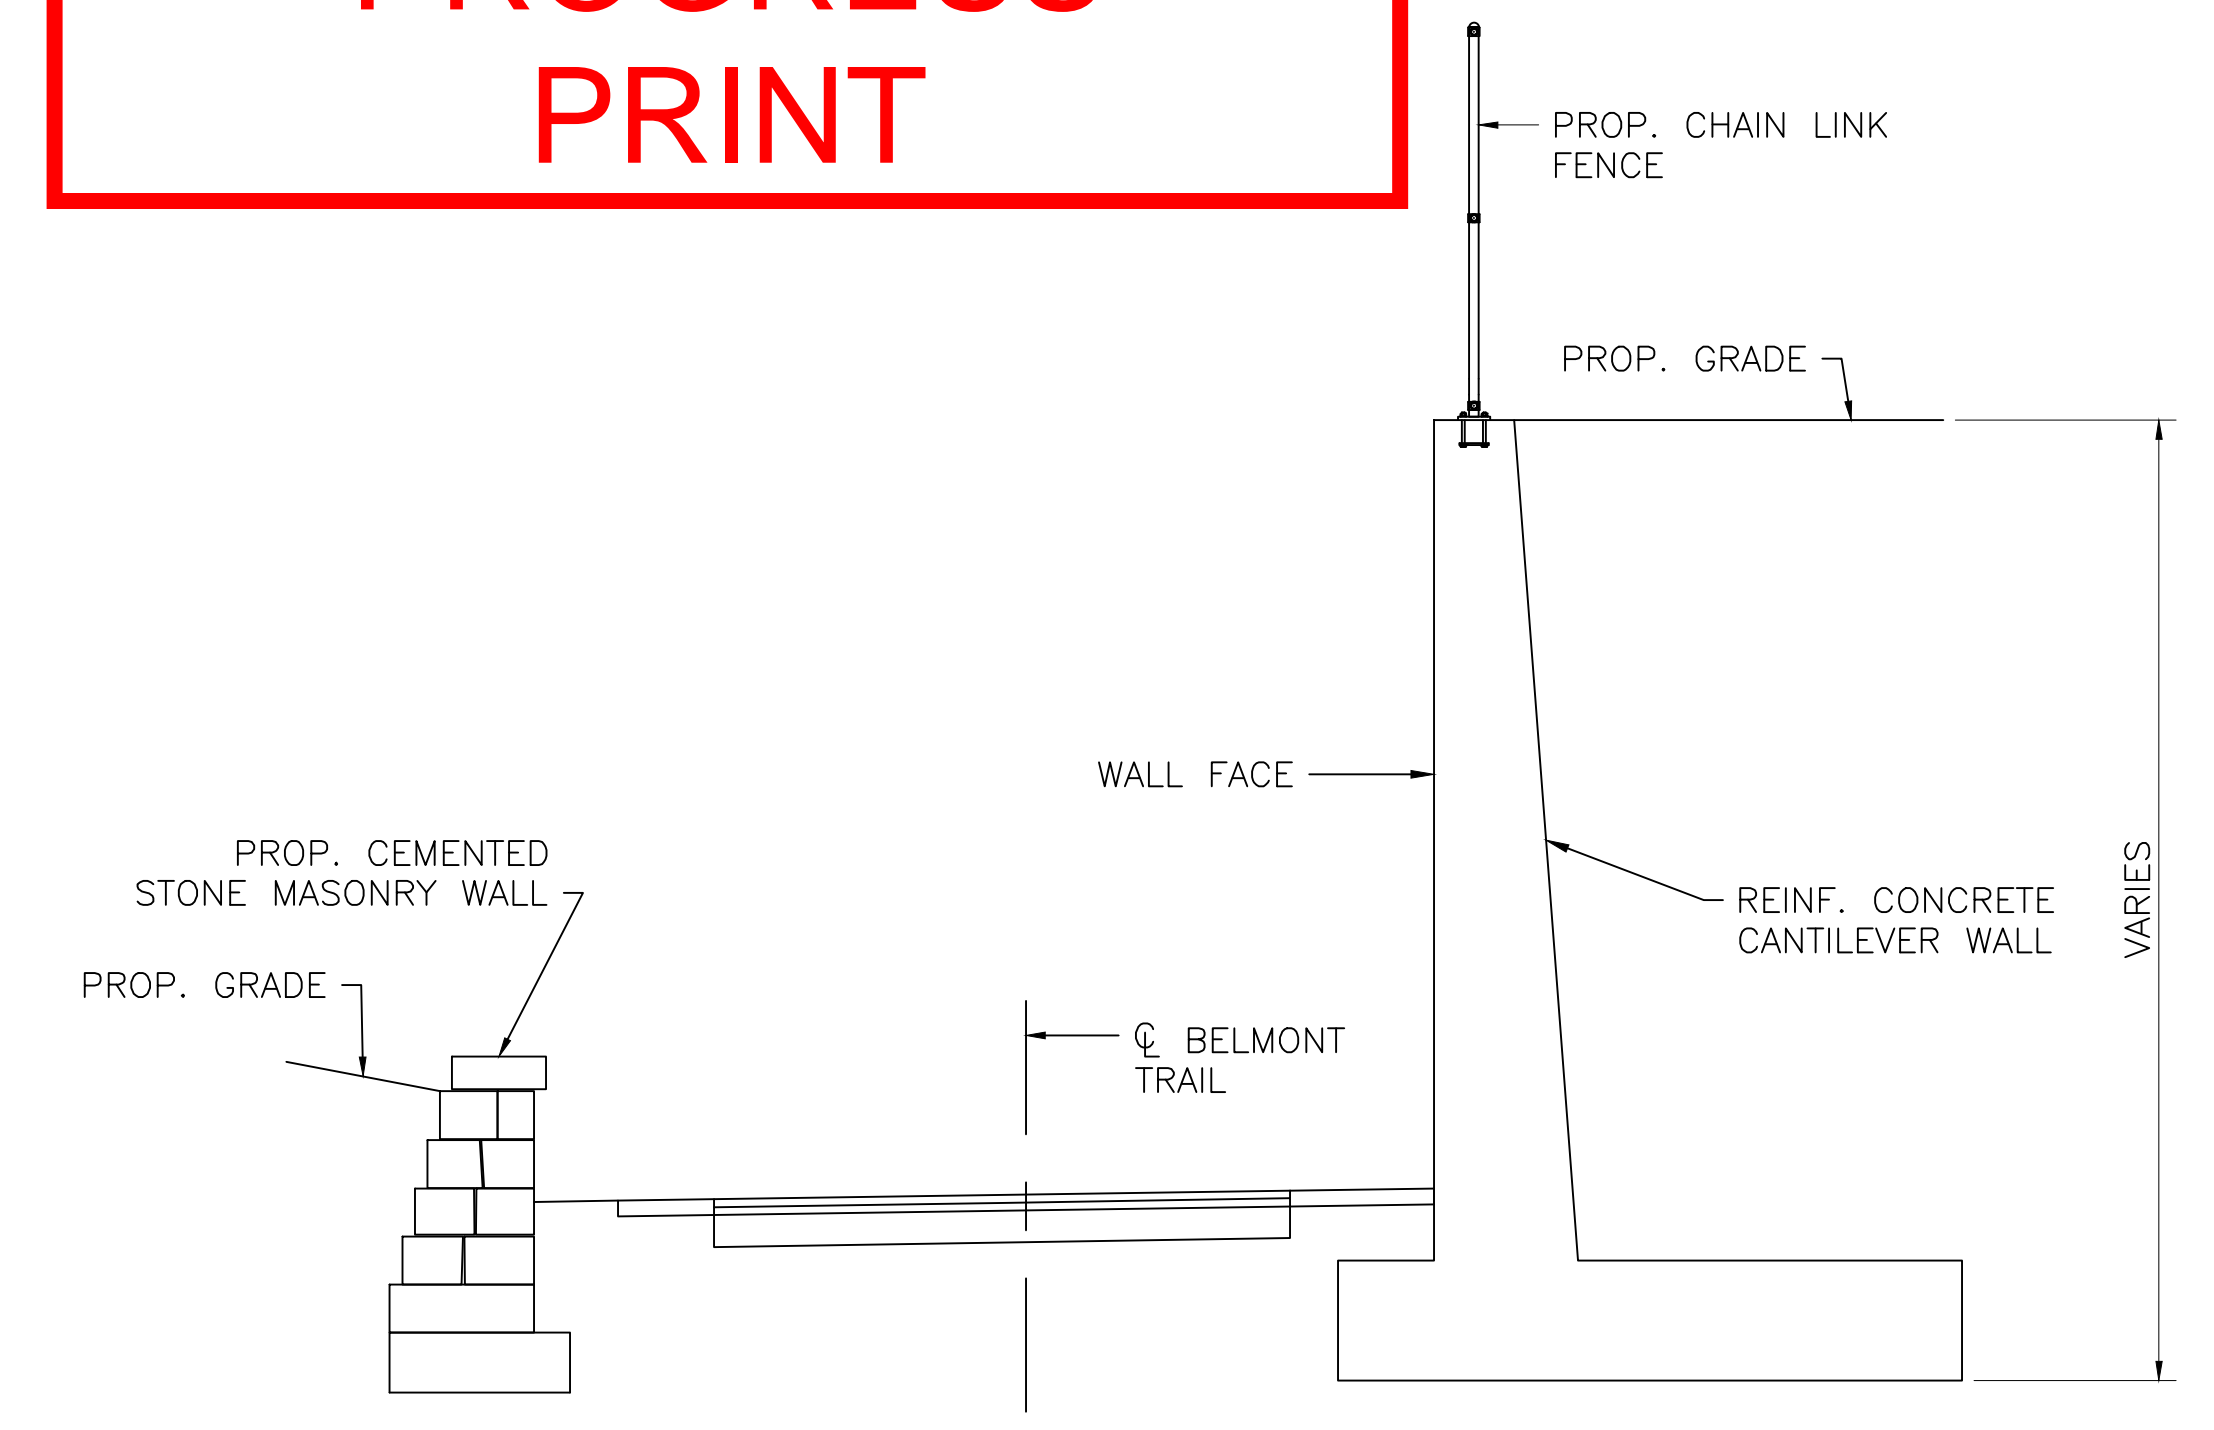 PROGRESS
PRINT
PROP. CHAIN LINK
FENCE
PROP. GRADE
WALL FACE
PROP. CEMENTED
STONE MASONRY WALL
REINF. CONCRETE
CANTILEVER WALL
VARIES
PROP. GRADE
℄ BELMONT
TRAIL